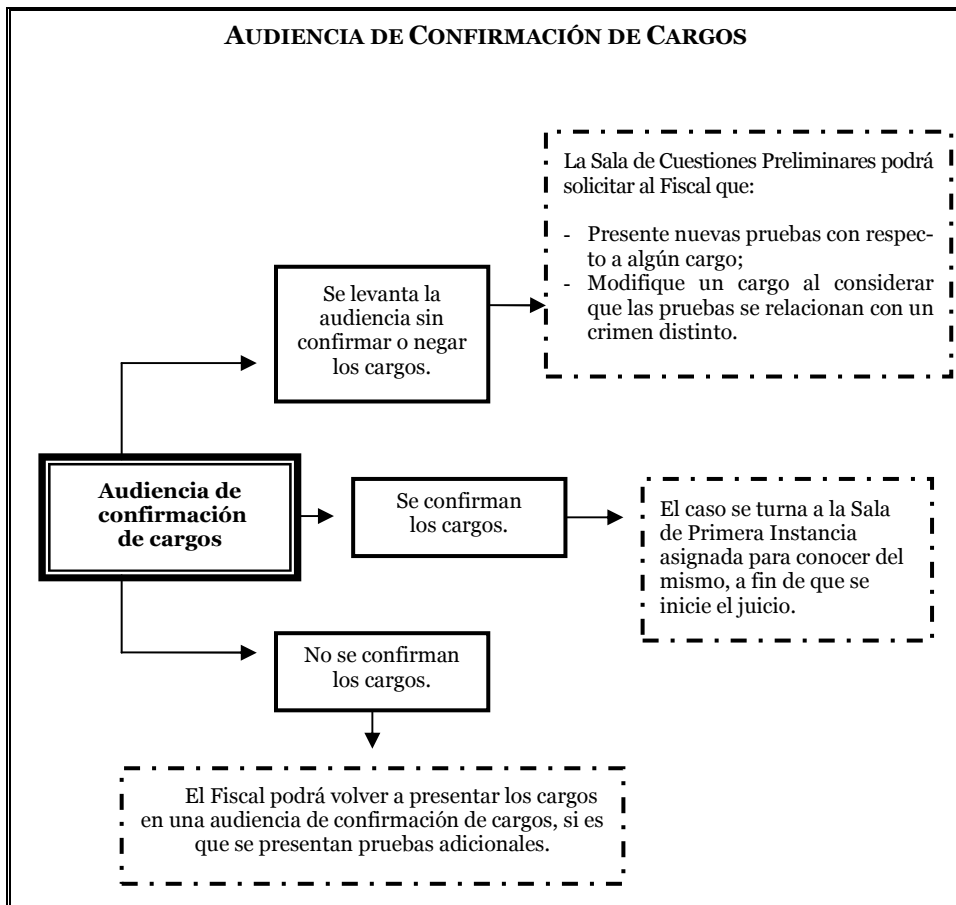 AUDIENCIA DE CONFIRMACIÓN DE CARGOS
La Sala de Cuestiones Preliminares podrá
solicitar al Fiscal que:
- Presente nuevas pruebas con respec-
to a algún cargo;
- Modifique un cargo al considerar
que las pruebas se relacionan con un
crimen distinto.
Se levanta la
audiencia sin
confirmar o negar
los cargos.
Audiencia de
confirmación
de cargos
Se confirman
los cargos.
El caso se turna a la Sala
de Primera Instancia
asignada para conocer del
mismo, a fin de que se
inicie el juicio.
No se confirman
los cargos.
El Fiscal podrá volver a presentar los cargos
en una audiencia de confirmación de cargos, si es
que se presentan pruebas adicionales.